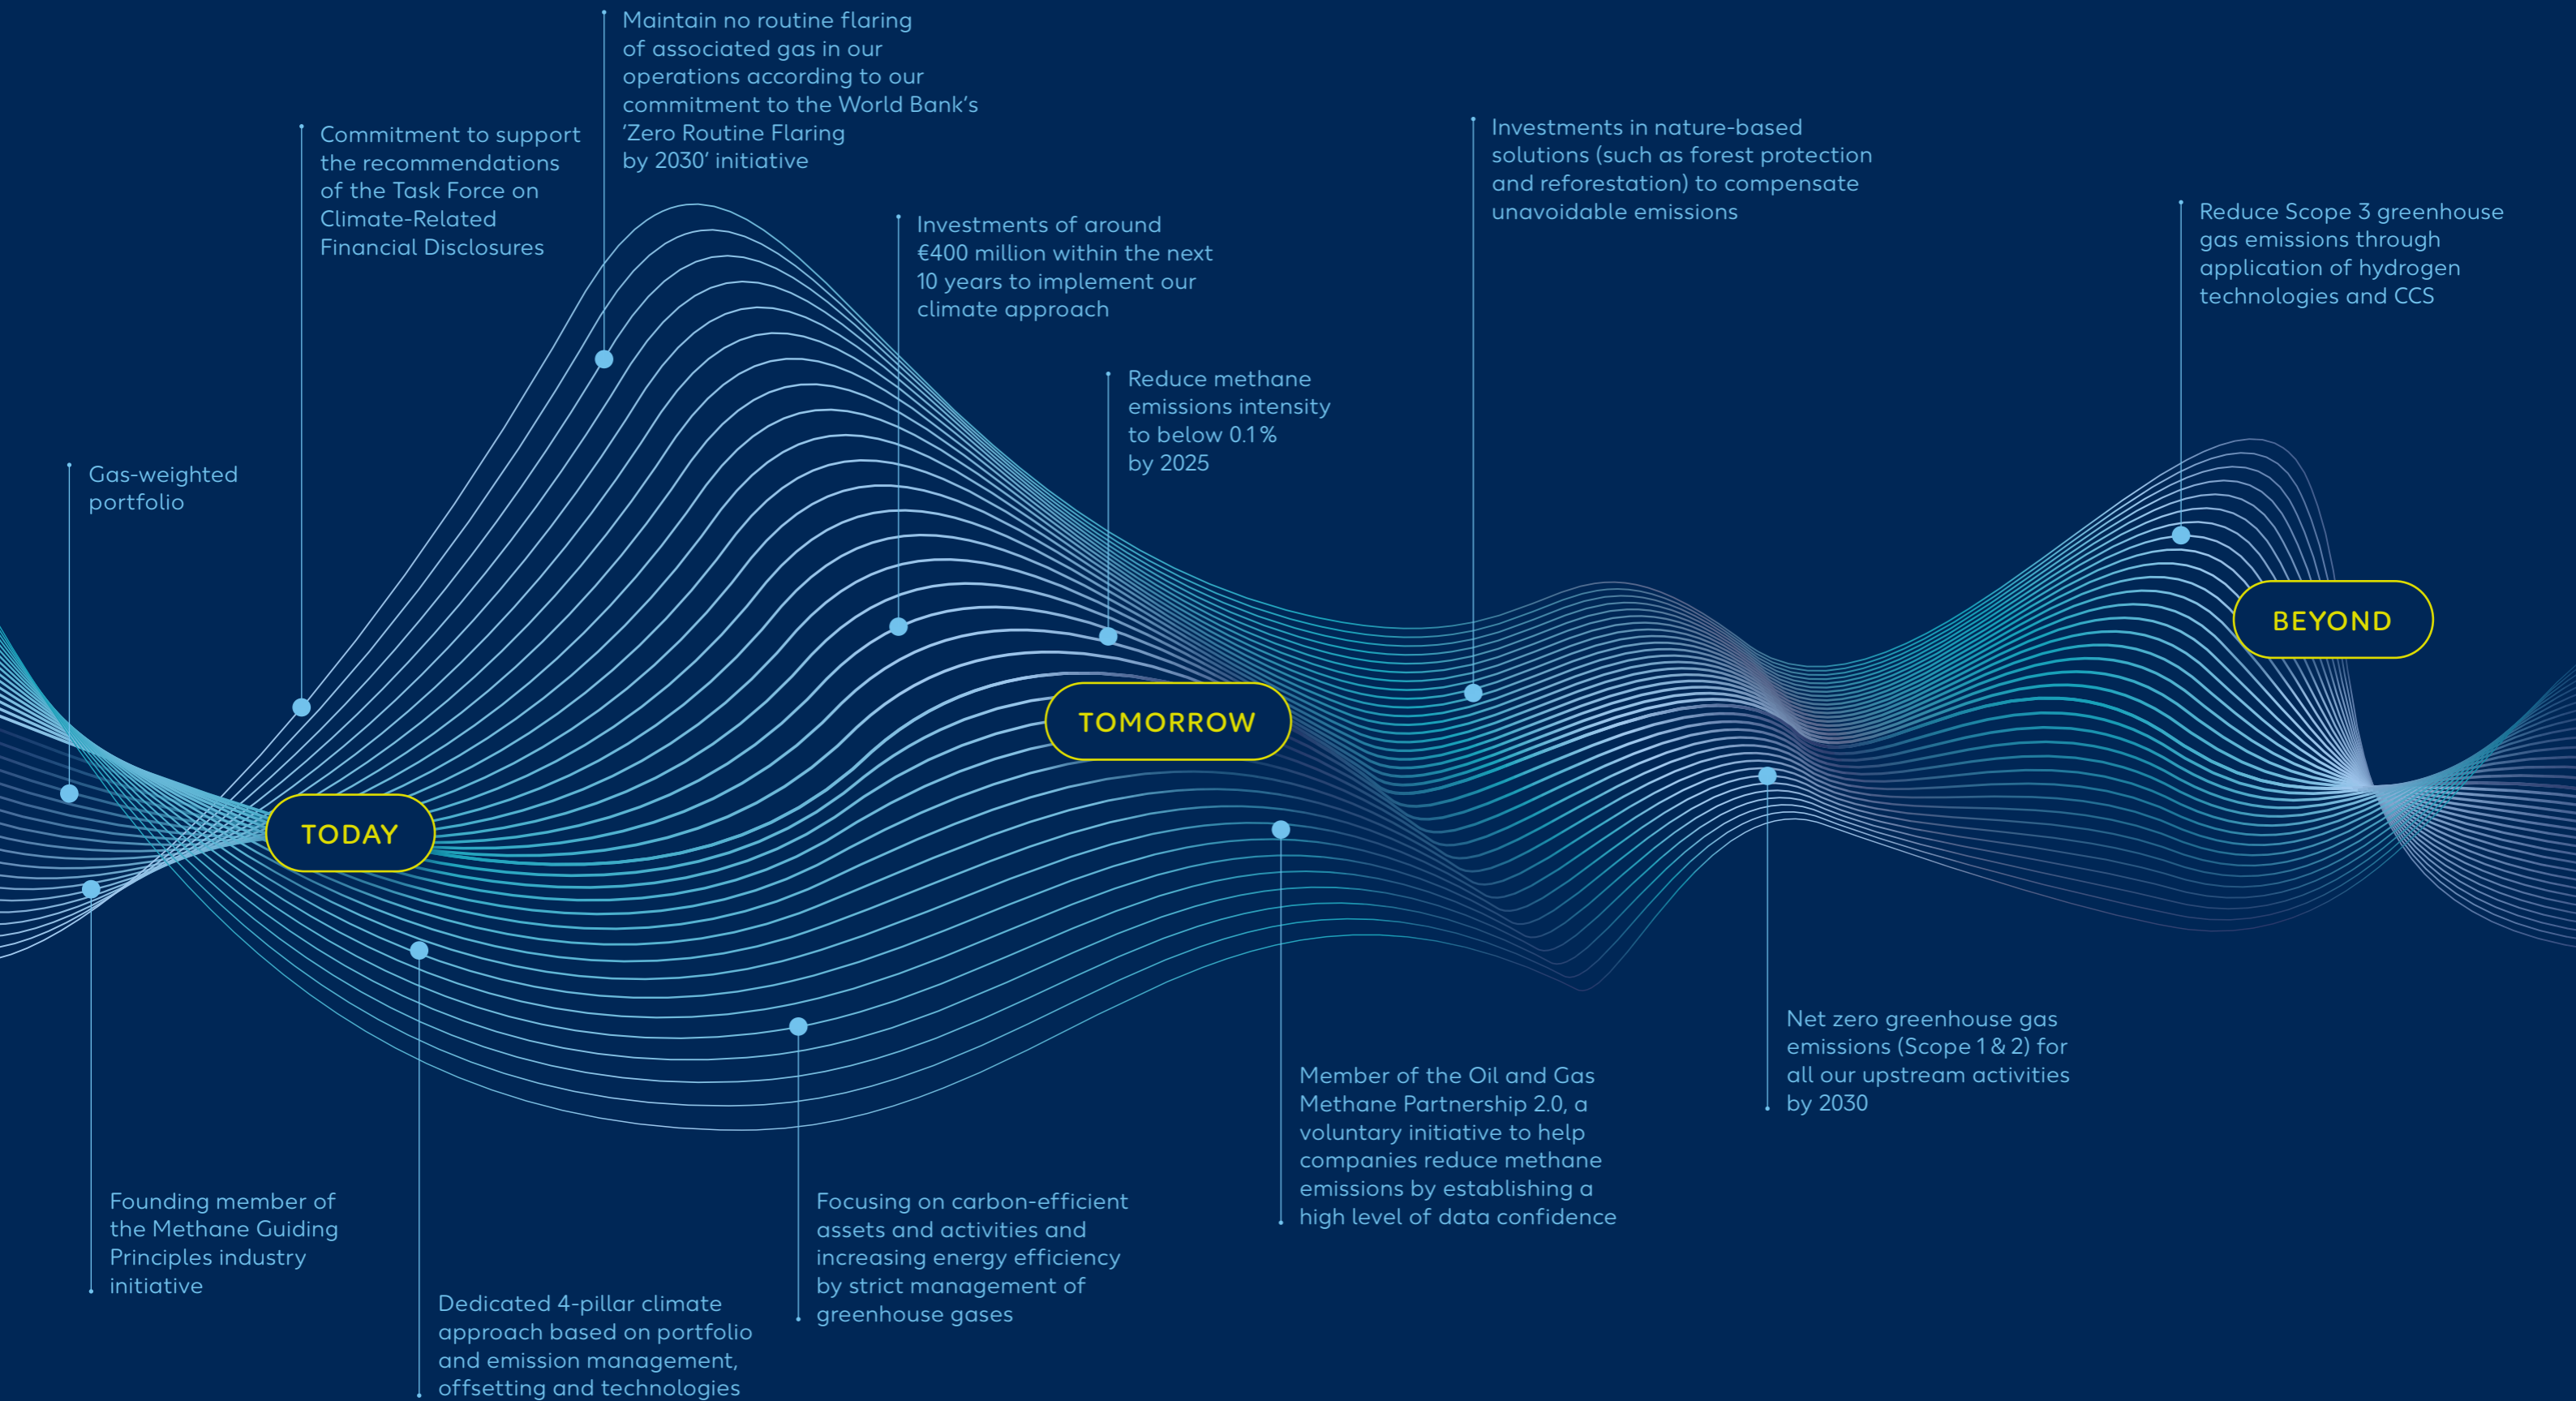 Maintain no routine flaring
of associated gas in our
operations according to our
commitment to the World Bank’s
‘Zero Routine Flaring
by 2030’ initiative
Commitment to support
the recommendations
of the Task Force on
Climate-Related
Financial Disclosures
Investments in nature-based
solutions (such as forest protection
and reforestation) to compensate
unavoidable emissions
Reduce Scope 3 greenhouse
gas emissions through
application of hydrogen
technologies and CCS
Investments of around
€400 million within the next
10 years to implement our
climate approach
Reduce methane
emissions intensity
to below 0.1 %
by 2025
Gas-weighted
portfolio
BEYOND
TOMORROW
TODAY
Net zero greenhouse gas
emissions (Scope 1 & 2) for
all our upstream activities
by 2030
Member of the Oil and Gas
Methane Partnership 2.0, a
voluntary initiative to help
companies reduce methane
emissions by establishing a
high level of data confidence
Founding member of
the Methane Guiding
Principles industry
initiative
Focusing on carbon-efficient
assets and activities and
increasing energy efficiency
by strict management of
greenhouse gases
Dedicated 4-pillar climate
approach based on portfolio
and emission management,
offsetting and technologies